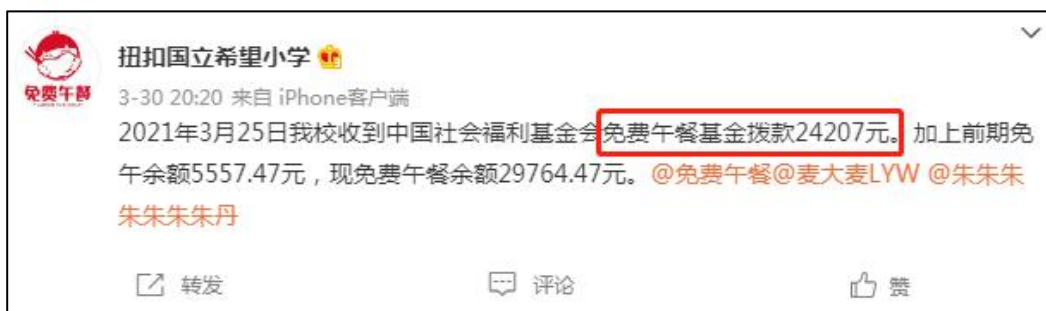 扭扣国立希望小学
免费午餐
3-30 20:20 来自 iPhone客户端
2021年3月25日我校收到中国社会福利基金会免费午餐基金拨款24207元。加上前期免
午余额5557.47元，现免费午餐余额29764.47元。@免费午餐@麦大麦LYW @朱朱朱
朱朱朱朱丹
转发
评论
赞